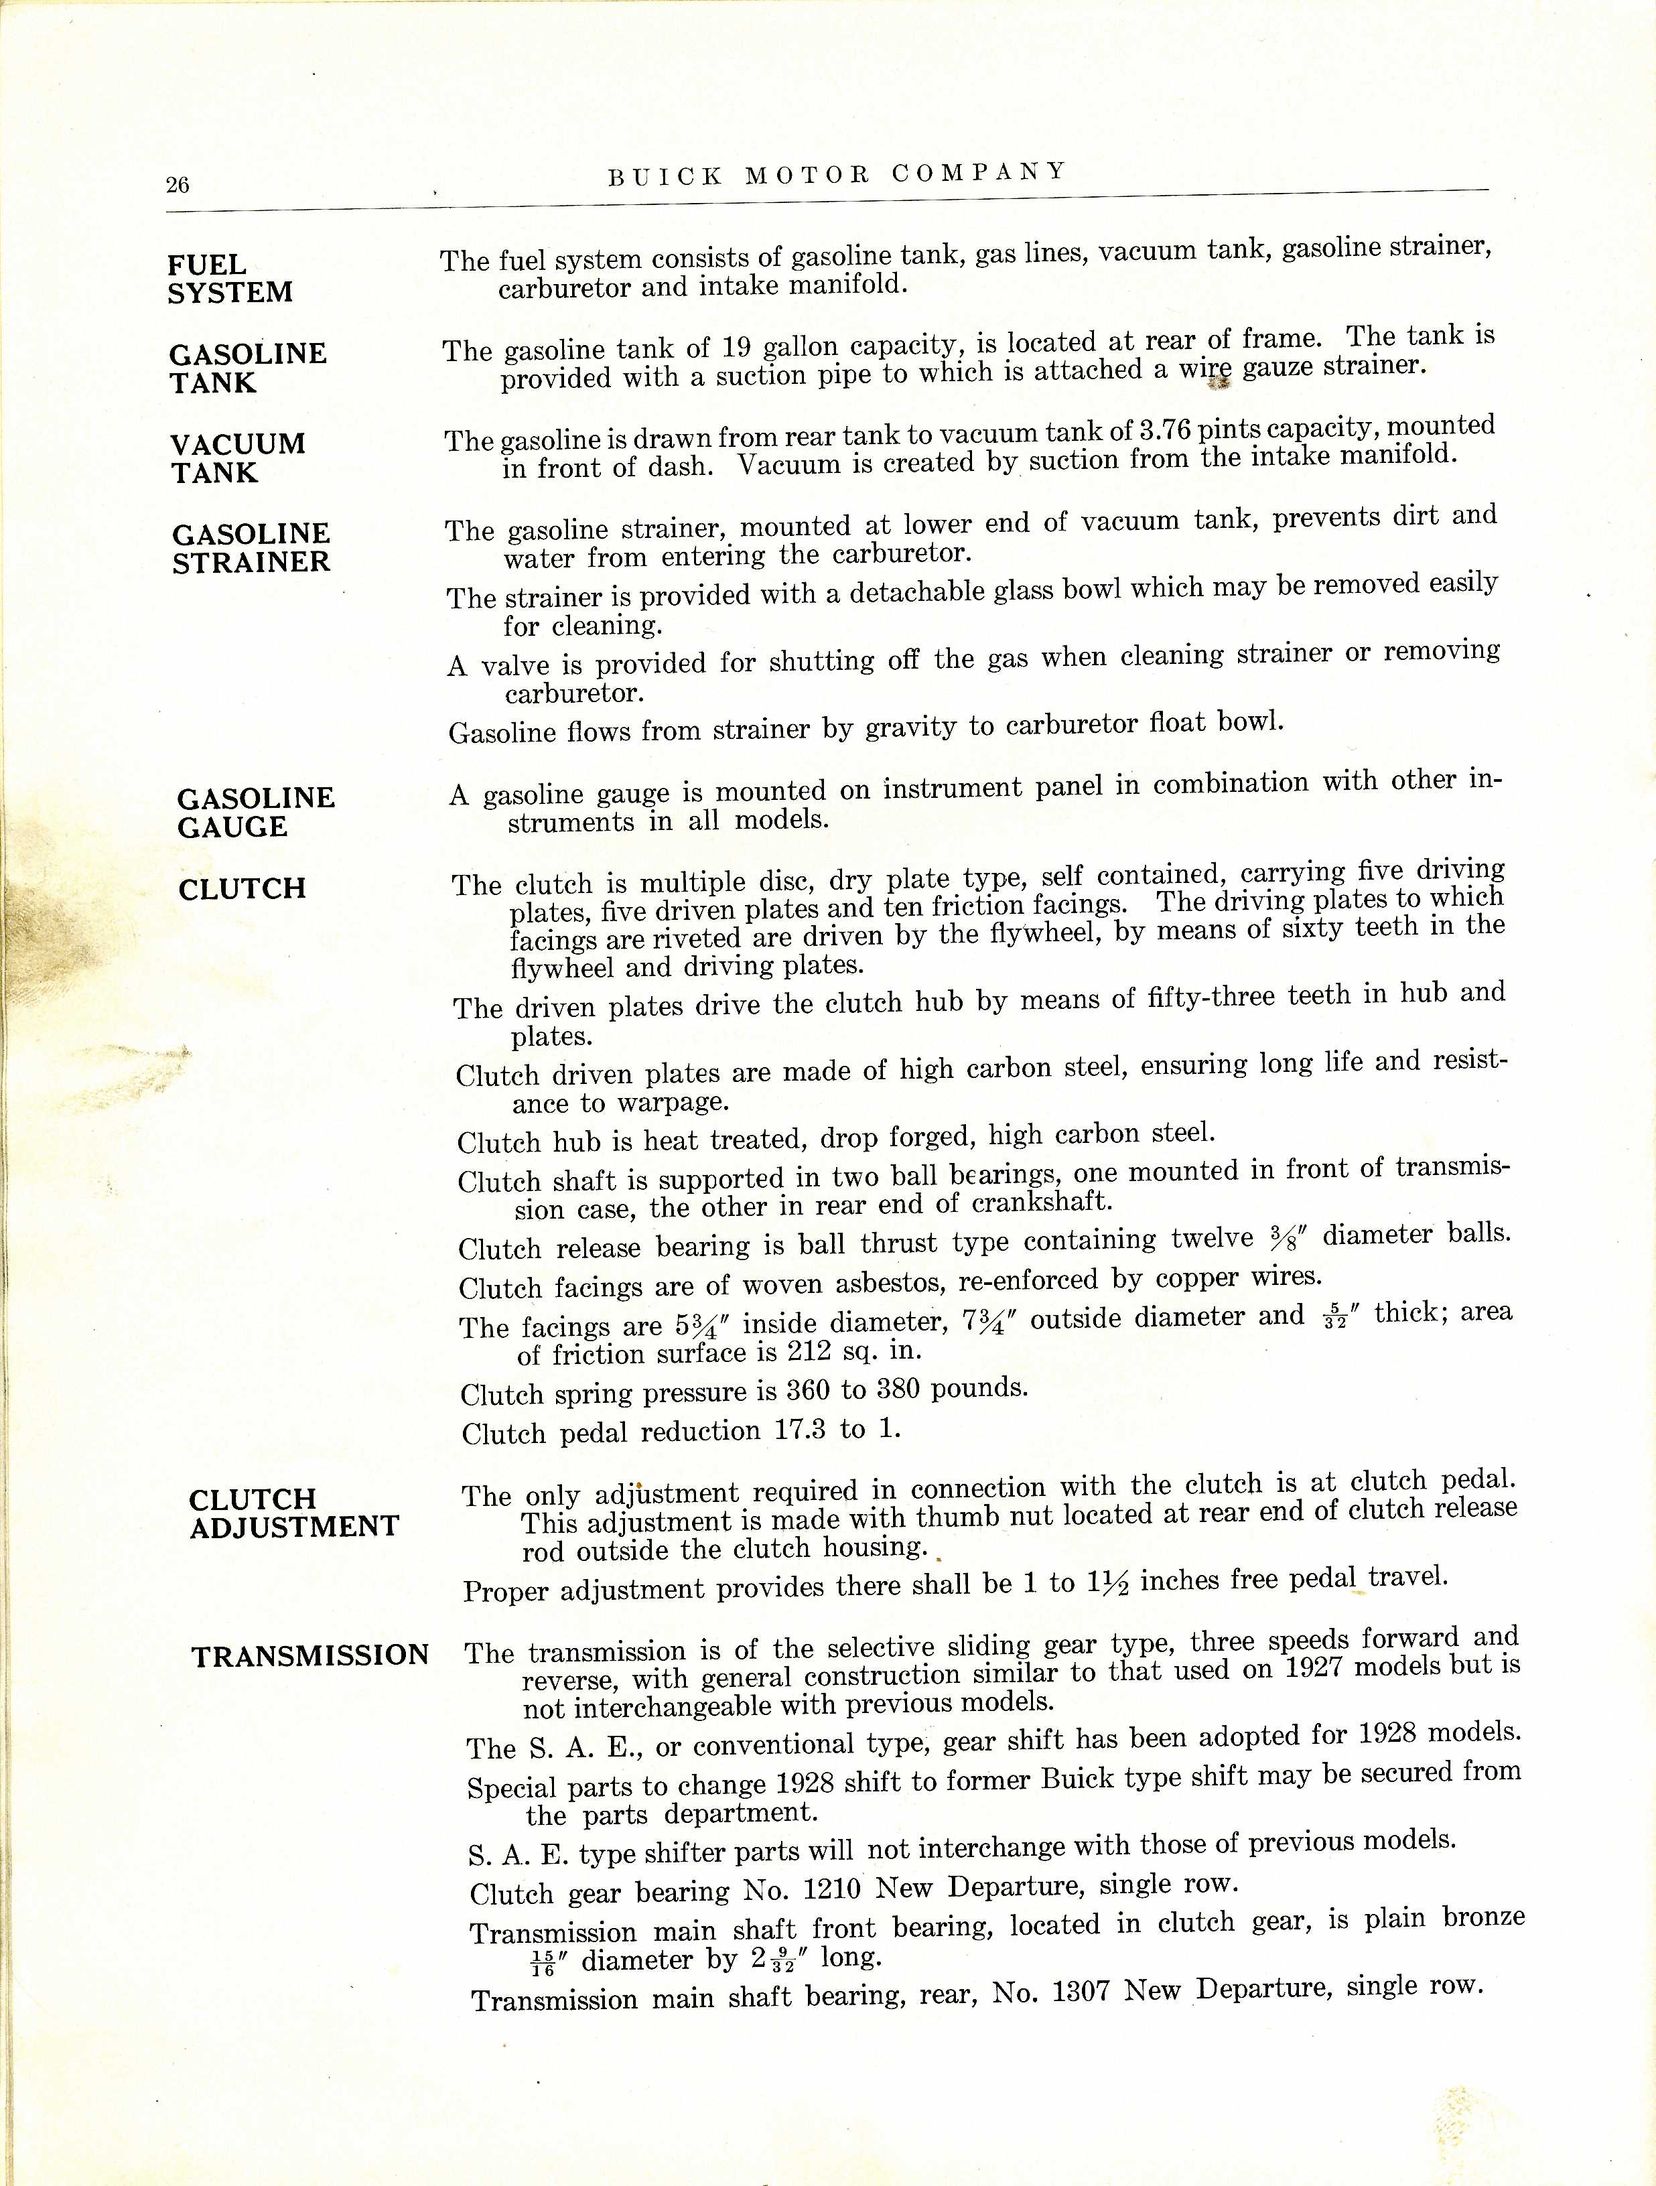 26
BUICK MOTOR COMPANY
FUEL
SYSTEM
The fuel system consists of gasoline tank, gas lines, vacuum tank, gasoline strainer,
carburetor and intake manifold.
GASOLINE
TANK
The gasoline tank of 19 gallon capacity, is located at rear of frame. The tank is
provided with a suction pipe to which is attached a wire gauze strainer.
VACUUM
TANK
The gasoline is drawn from rear tank to vacuum tank of 3.76 pints capacity, mounted
in front of dash. Vacuum is created by suction from the intake manifold.
GASOLINE
STRAINER
The gasoline strainer, mounted at lower end of vacuum tank, prevents dirt and
water from entering the carburetor.
The strainer is provided with a detachable glass bowl which may be removed easily
for cleaning.
A valve is provided for shutting off the gas when cleaning strainer or removing
carburetor.
Gasoline flows from strainer by gravity to carburetor float bowl.
GASOLINE
GAUGE
A gasoline gauge is mounted on instrument panel in combination with other in-
struments in all models.
CLUTCH
The clutch is multiple disc, dry plate type, self contained, carrying five driving
plates, five driven plates and ten friction facings. The driving plates to which
facings are riveted are driven by the flywheel, by means of sixty teeth in the
flywheel and driving plates.
The driven plates drive the clutch hub by means of fifty-three teeth in hub and
plates.
Clutch driven plates are made of high carbon steel, ensuring long life and resist-
ance to warpage.
Clutch hub is heat treated, drop forged, high carbon steel.
Clutch shaft is supported in two ball bearings, one mounted in front of transmis-
sion case, the other in rear end of crankshaft.
Clutch release bearing is ball thrust type containing twelve 3/8″ diameter balls.
Clutch facings are of woven asbestos, re-enforced by copper wires.
The facings are 5¾″ inside diameter, 7¾″ outside diameter and 5/32″ thick; area
of friction surface is 212 sq. in.
Clutch spring pressure is 360 to 380 pounds.
Clutch pedal reduction 17.3 to 1.
CLUTCH
ADJUSTMENT
The only adjustment required in connection with the clutch is at clutch pedal.
This adjustment is made with thumb nut located at rear end of clutch release
rod outside the clutch housing.
Proper adjustment provides there shall be 1 to 1½ inches free pedal travel.
TRANSMISSION
The transmission is of the selective sliding gear type, three speeds forward and
reverse, with general construction similar to that used on 1927 models but is
not interchangeable with previous models.
The S. A. E., or conventional type, gear shift has been adopted for 1928 models.
Special parts to change 1928 shift to former Buick type shift may be secured from
the parts department.
S. A. E. type shifter parts will not interchange with those of previous models.
Clutch gear bearing No. 1210 New Departure, single row.
Transmission main shaft front bearing, located in clutch gear, is plain bronze
15/16″ diameter by 2 9/32″ long.
Transmission main shaft bearing, rear, No. 1307 New Departure, single row.